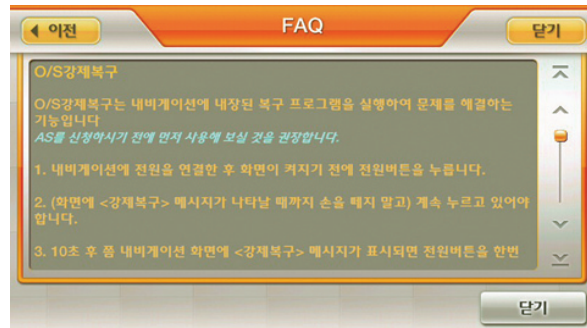 이전
FAQ
닫기
O/S강제복구
O/S강제복구는 내비게이션에 내장된 복구 프로그램을 실행하여 문제를 해결하는
기능입니다
AS를 신청하시기 전에 먼저 사용해 보실 것을 권장합니다.
1. 내비게이션에 전원을 연결한 후 화면이 켜지기 전에 전원버튼을 누릅니다.
2. (화면에 <강제복구> 메시지가 나타날 때까지 손을 떼지 말고) 계속 누르고 있어야
합니다.
3. 10초 후 쯤 내비게이션 화면에 <강제복구> 메시지가 표시되면 전원버튼을 한번
닫기